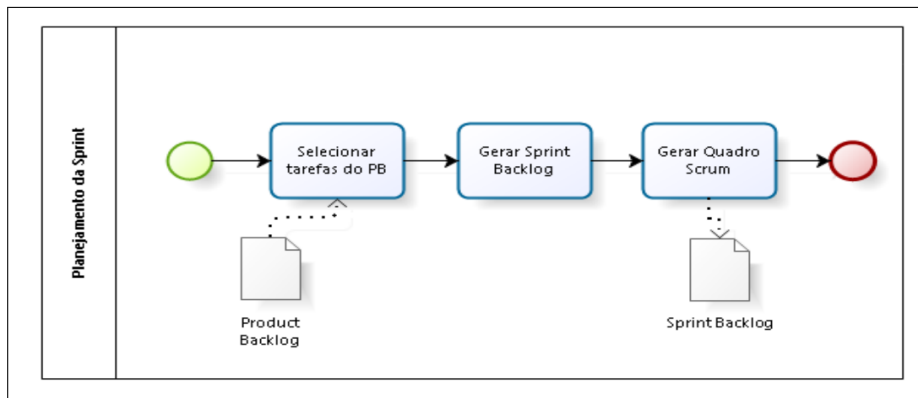 Planejamento da Sprint
Selecionar
tarefas do PB
Gerar Sprint
Backlog
Gerar Quadro
Scrum
Product
Backlog
Sprint Backlog